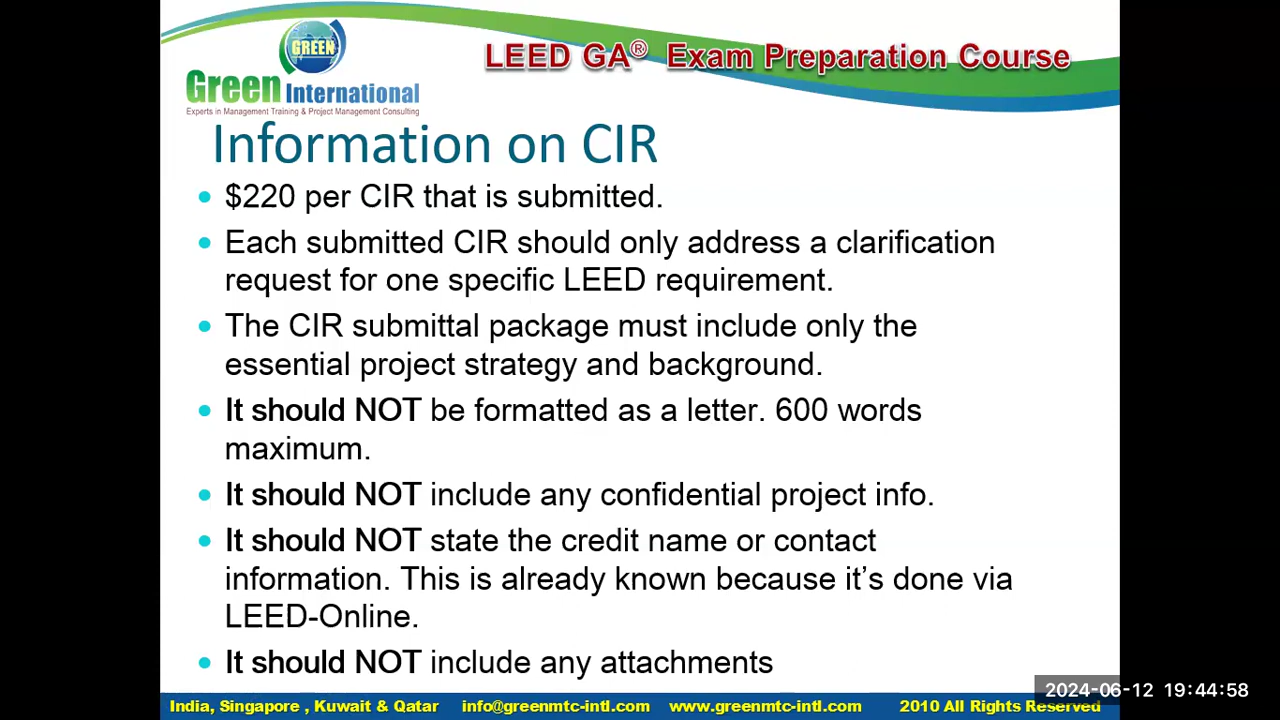 GREEN
Green International
Experts in Management Training & Project Management Consulting
LEED GA® Exam Preparation Course
Information on CIR
• $220 per CIR that is submitted.
• Each submitted CIR should only address a clarification
request for one specific LEED requirement.
• The CIR submittal package must include only the
essential project strategy and background.
• It should NOT be formatted as a letter. 600 words
maximum.
• It should NOT include any confidential project info.
• It should NOT state the credit name or contact
information. This is already known because it’s done via
LEED-Online.
• It should NOT include any attachments
2024-06-12 19:44:58
India, Singapore , Kuwait & Qatar info@greenmtc-intl.com www.greenmtc-intl.com 2010 All Rights Reserved